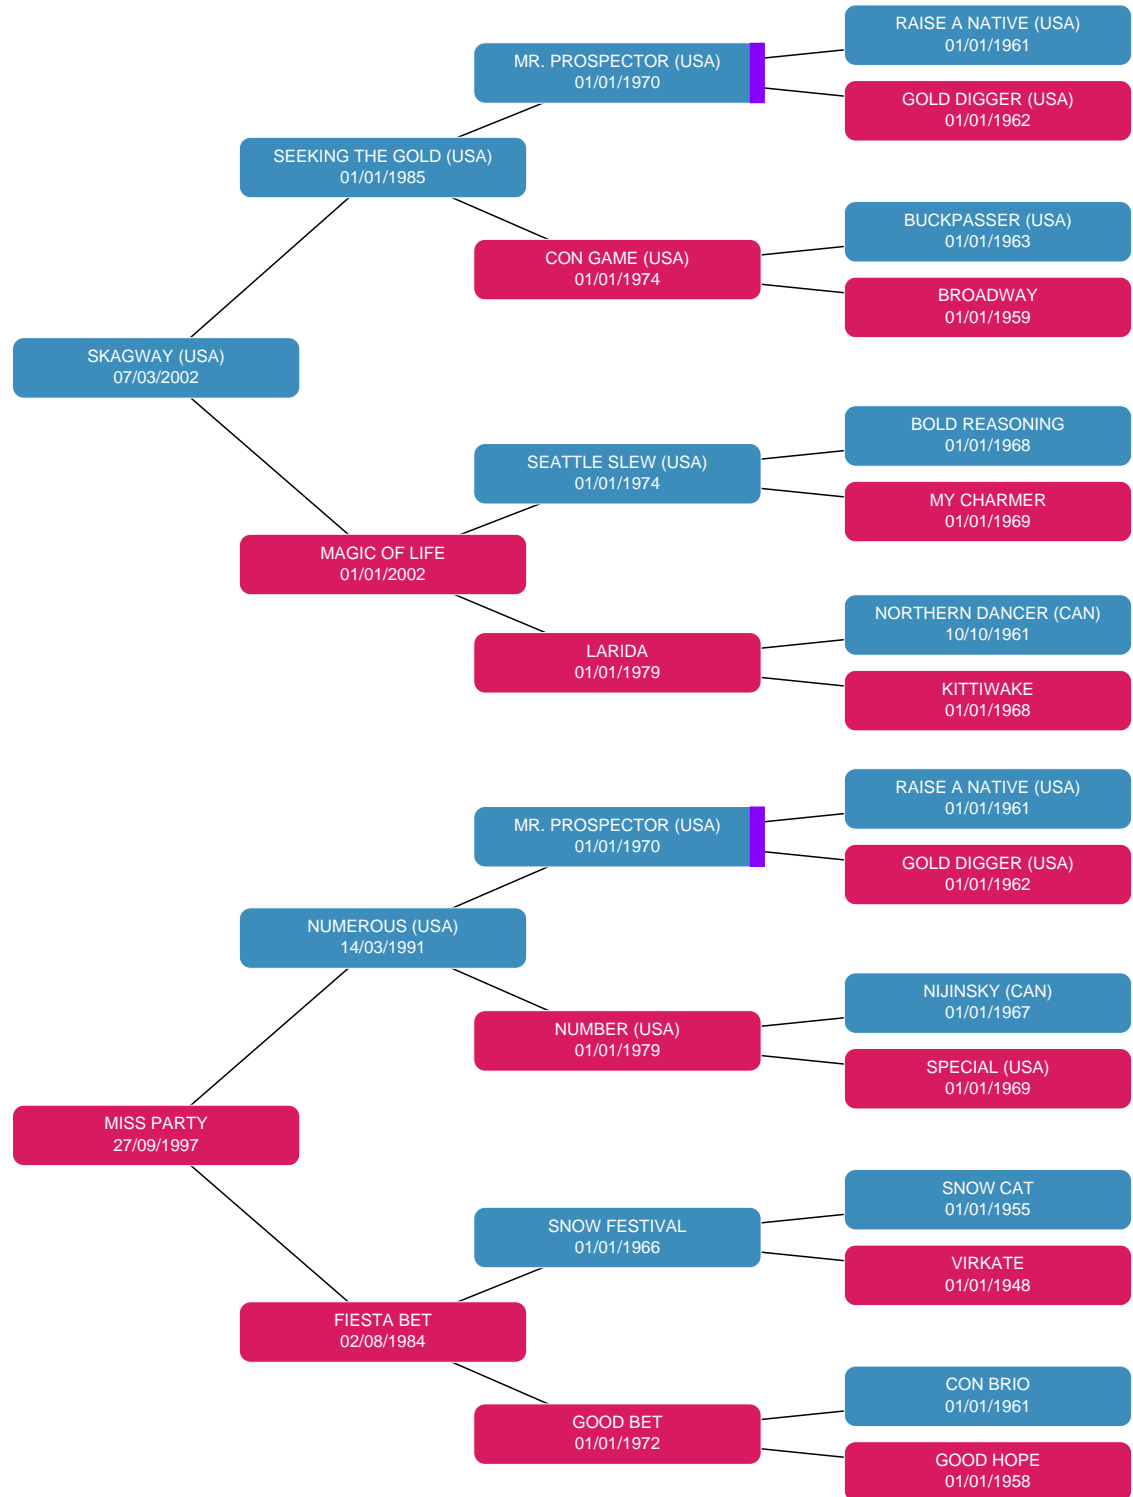 RAISE A NATIVE (USA)
01/01/1961
MR. PROSPECTOR (USA)
01/01/1970
GOLD DIGGER (USA)
01/01/1962
SEEKING THE GOLD (USA)
01/01/1985
BUCKPASSER (USA)
01/01/1963
CON GAME (USA)
01/01/1974
BROADWAY
01/01/1959
SKAGWAY (USA)
07/03/2002
BOLD REASONING
01/01/1968
SEATTLE SLEW (USA)
01/01/1974
MY CHARMER
01/01/1969
MAGIC OF LIFE
01/01/2002
NORTHERN DANCER (CAN)
10/10/1961
LARIDA
01/01/1979
KITTIWAKE
01/01/1968
RAISE A NATIVE (USA)
01/01/1961
MR. PROSPECTOR (USA)
01/01/1970
GOLD DIGGER (USA)
01/01/1962
NUMEROUS (USA)
14/03/1991
NIJINSKY (CAN)
01/01/1967
NUMBER (USA)
01/01/1979
SPECIAL (USA)
01/01/1969
MISS PARTY
27/09/1997
SNOW CAT
01/01/1955
SNOW FESTIVAL
01/01/1966
VIRKATE
01/01/1948
FIESTA BET
02/08/1984
CON BRIO
01/01/1961
GOOD BET
01/01/1972
GOOD HOPE
01/01/1958